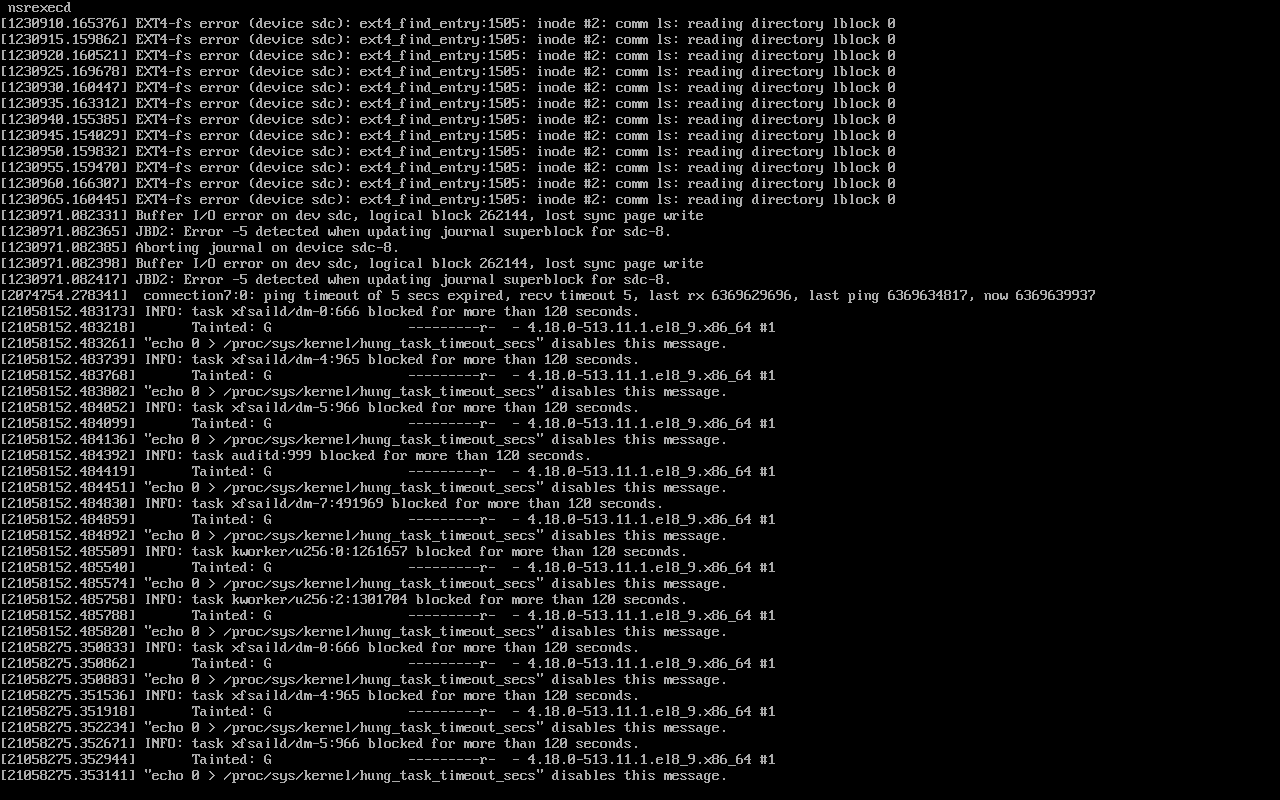 nsrexecd
[1230910.165376] EXT4-fs error (device sdc): ext4_find_entry:1505: inode #2: comm ls: reading directory lblock 0
[1230915.159862] EXT4-fs error (device sdc): ext4_find_entry:1505: inode #2: comm ls: reading directory lblock 0
[1230920.160521] EXT4-fs error (device sdc): ext4_find_entry:1505: inode #2: comm ls: reading directory lblock 0
[1230925.169678] EXT4-fs error (device sdc): ext4_find_entry:1505: inode #2: comm ls: reading directory lblock 0
[1230930.160447] EXT4-fs error (device sdc): ext4_find_entry:1505: inode #2: comm ls: reading directory lblock 0
[1230935.163312] EXT4-fs error (device sdc): ext4_find_entry:1505: inode #2: comm ls: reading directory lblock 0
[1230940.155385] EXT4-fs error (device sdc): ext4_find_entry:1505: inode #2: comm ls: reading directory lblock 0
[1230945.154029] EXT4-fs error (device sdc): ext4_find_entry:1505: inode #2: comm ls: reading directory lblock 0
[1230950.159832] EXT4-fs error (device sdc): ext4_find_entry:1505: inode #2: comm ls: reading directory lblock 0
[1230955.159470] EXT4-fs error (device sdc): ext4_find_entry:1505: inode #2: comm ls: reading directory lblock 0
[1230960.166307] EXT4-fs error (device sdc): ext4_find_entry:1505: inode #2: comm ls: reading directory lblock 0
[1230965.160445] EXT4-fs error (device sdc): ext4_find_entry:1505: inode #2: comm ls: reading directory lblock 0
[1230971.082331] Buffer I/O error on dev sdc, logical block 262144, lost sync page write
[1230971.082365] JBD2: Error -5 detected when updating journal superblock for sdc-8.
[1230971.082385] Aborting journal on device sdc-8.
[1230971.082398] Buffer I/O error on dev sdc, logical block 262144, lost sync page write
[1230971.082417] JBD2: Error -5 detected when updating journal superblock for sdc-8.
[2074754.278341]  connection7:0: ping timeout of 5 secs expired, recv timeout 5, last rx 6369629696, last ping 6369634817, now 6369639937
[21058152.483173] INFO: task xfsaild/dm-0:666 blocked for more than 120 seconds.
[21058152.483218]       Tainted: G                 ---------r-  - 4.18.0-513.11.1.el8_9.x86_64 #1
[21058152.483261] "echo 0 > /proc/sys/kernel/hung_task_timeout_secs" disables this message.
[21058152.483739] INFO: task xfsaild/dm-4:965 blocked for more than 120 seconds.
[21058152.483768]       Tainted: G                 ---------r-  - 4.18.0-513.11.1.el8_9.x86_64 #1
[21058152.483802] "echo 0 > /proc/sys/kernel/hung_task_timeout_secs" disables this message.
[21058152.484052] INFO: task xfsaild/dm-5:966 blocked for more than 120 seconds.
[21058152.484099]       Tainted: G                 ---------r-  - 4.18.0-513.11.1.el8_9.x86_64 #1
[21058152.484136] "echo 0 > /proc/sys/kernel/hung_task_timeout_secs" disables this message.
[21058152.484392] INFO: task auditd:999 blocked for more than 120 seconds.
[21058152.484419]       Tainted: G                 ---------r-  - 4.18.0-513.11.1.el8_9.x86_64 #1
[21058152.484451] "echo 0 > /proc/sys/kernel/hung_task_timeout_secs" disables this message.
[21058152.484830] INFO: task xfsaild/dm-7:491969 blocked for more than 120 seconds.
[21058152.484859]       Tainted: G                 ---------r-  - 4.18.0-513.11.1.el8_9.x86_64 #1
[21058152.484892] "echo 0 > /proc/sys/kernel/hung_task_timeout_secs" disables this message.
[21058152.485509] INFO: task kworker/u256:0:1261657 blocked for more than 120 seconds.
[21058152.485540]       Tainted: G                 ---------r-  - 4.18.0-513.11.1.el8_9.x86_64 #1
[21058152.485574] "echo 0 > /proc/sys/kernel/hung_task_timeout_secs" disables this message.
[21058152.485758] INFO: task kworker/u256:2:1301704 blocked for more than 120 seconds.
[21058152.485788]       Tainted: G                 ---------r-  - 4.18.0-513.11.1.el8_9.x86_64 #1
[21058152.485820] "echo 0 > /proc/sys/kernel/hung_task_timeout_secs" disables this message.
[21058275.350833] INFO: task xfsaild/dm-0:666 blocked for more than 120 seconds.
[21058275.350862]       Tainted: G                 ---------r-  - 4.18.0-513.11.1.el8_9.x86_64 #1
[21058275.350883] "echo 0 > /proc/sys/kernel/hung_task_timeout_secs" disables this message.
[21058275.351536] INFO: task xfsaild/dm-4:965 blocked for more than 120 seconds.
[21058275.351918]       Tainted: G                 ---------r-  - 4.18.0-513.11.1.el8_9.x86_64 #1
[21058275.352234] "echo 0 > /proc/sys/kernel/hung_task_timeout_secs" disables this message.
[21058275.352671] INFO: task xfsaild/dm-5:966 blocked for more than 120 seconds.
[21058275.352944]       Tainted: G                 ---------r-  - 4.18.0-513.11.1.el8_9.x86_64 #1
[21058275.353141] "echo 0 > /proc/sys/kernel/hung_task_timeout_secs" disables this message.